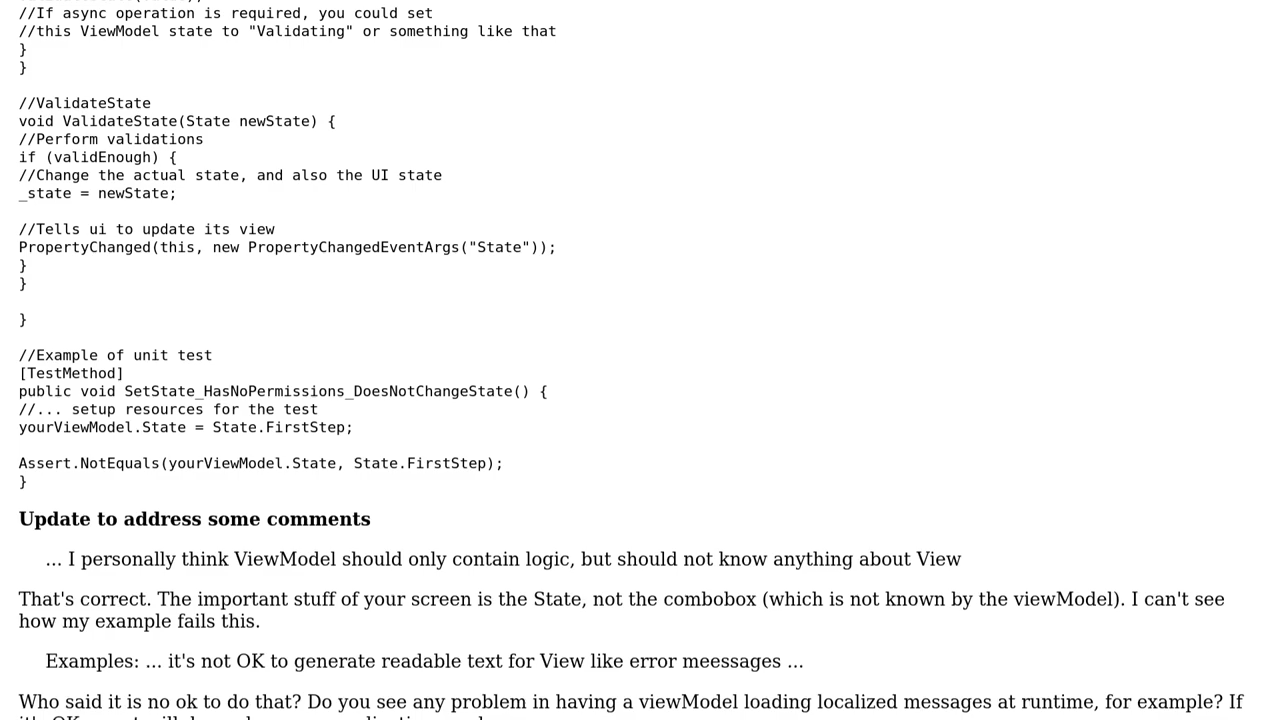 //If async operation is required, you could set
//this ViewModel state to "Validating" or something like that
}
}
//ValidateState
void ValidateState(State newState) {
//Perform validations
if (validEnough) {
//Change the actual state, and also the UI state
_state = newState;
//Tells ui to update its view
PropertyChanged(this, new PropertyChangedEventArgs("State"));
}
}
}
//Example of unit test
[TestMethod]
public void SetState_HasNoPermissions_DoesNotChangeState() {
//... setup resources for the test
yourViewModel.State = State.FirstStep;
Assert.NotEquals(yourViewModel.State, State.FirstStep);
}
Update to address some comments
... I personally think ViewModel should only contain logic, but should not know anything about View
That's correct. The important stuff of your screen is the State, not the combobox (which is not known by the viewModel). I can't see
how my example fails this.
Examples: ... it's not OK to generate readable text for View like error meessages ...
Who said it is no ok to do that? Do you see any problem in having a viewModel loading localized messages at runtime, for example? If